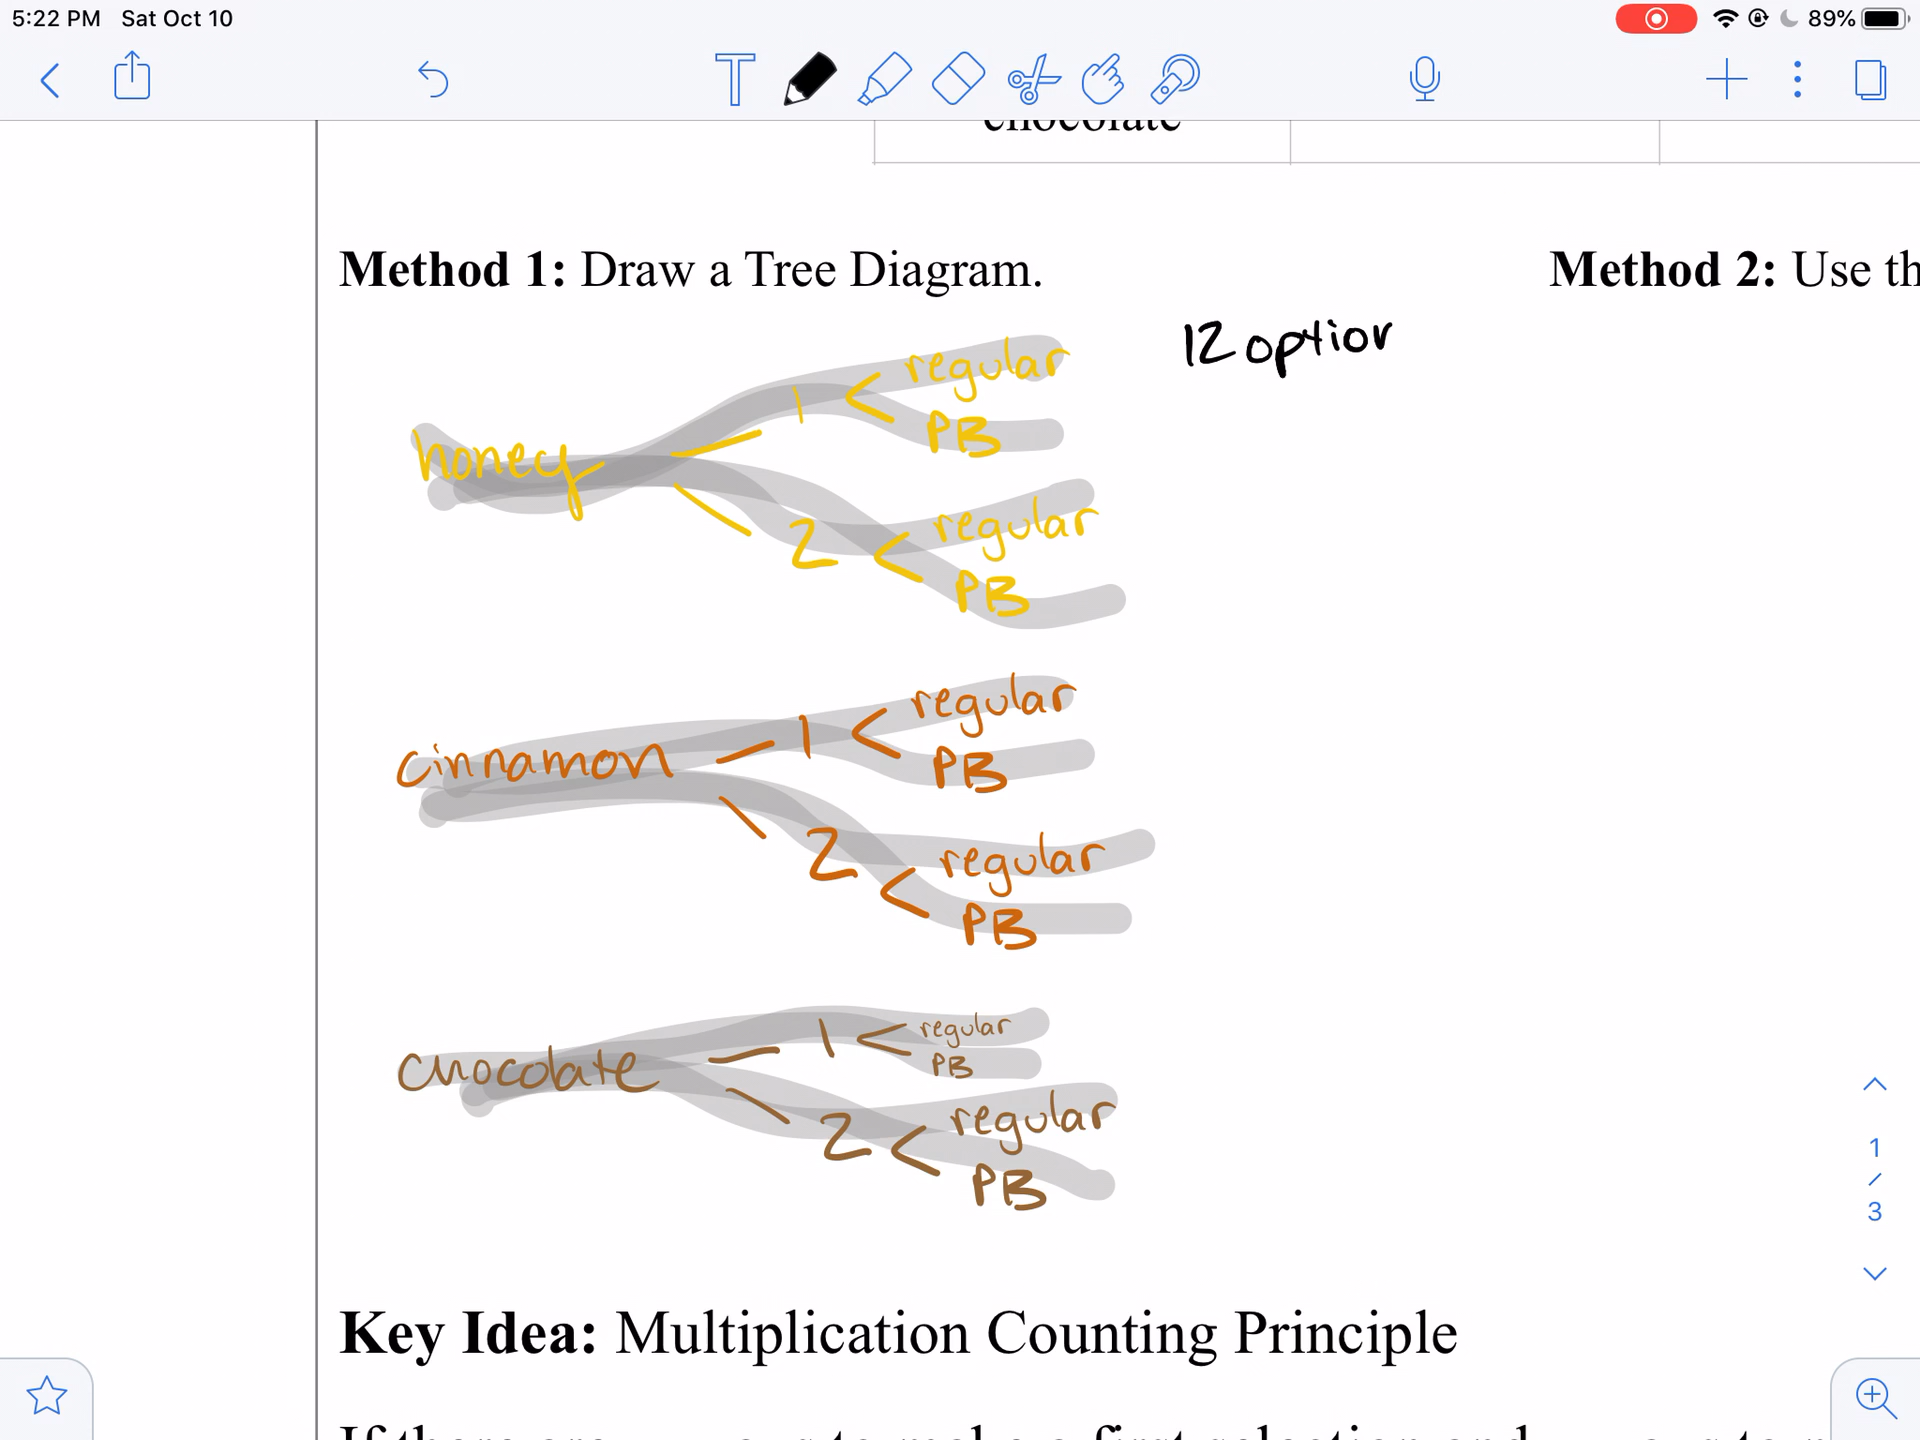 5:22 PM Sat Oct 10 89%
chocolate
Method 1: Draw a Tree Diagram.
Method 2: Use th
12 option
honey
1
regular
PB
2
regular
PB
cinnamon
1
regular
PB
2
regular
PB
chocolate
1
regular
PB
2
regular
PB
1
/
3
Key Idea: Multiplication Counting Principle